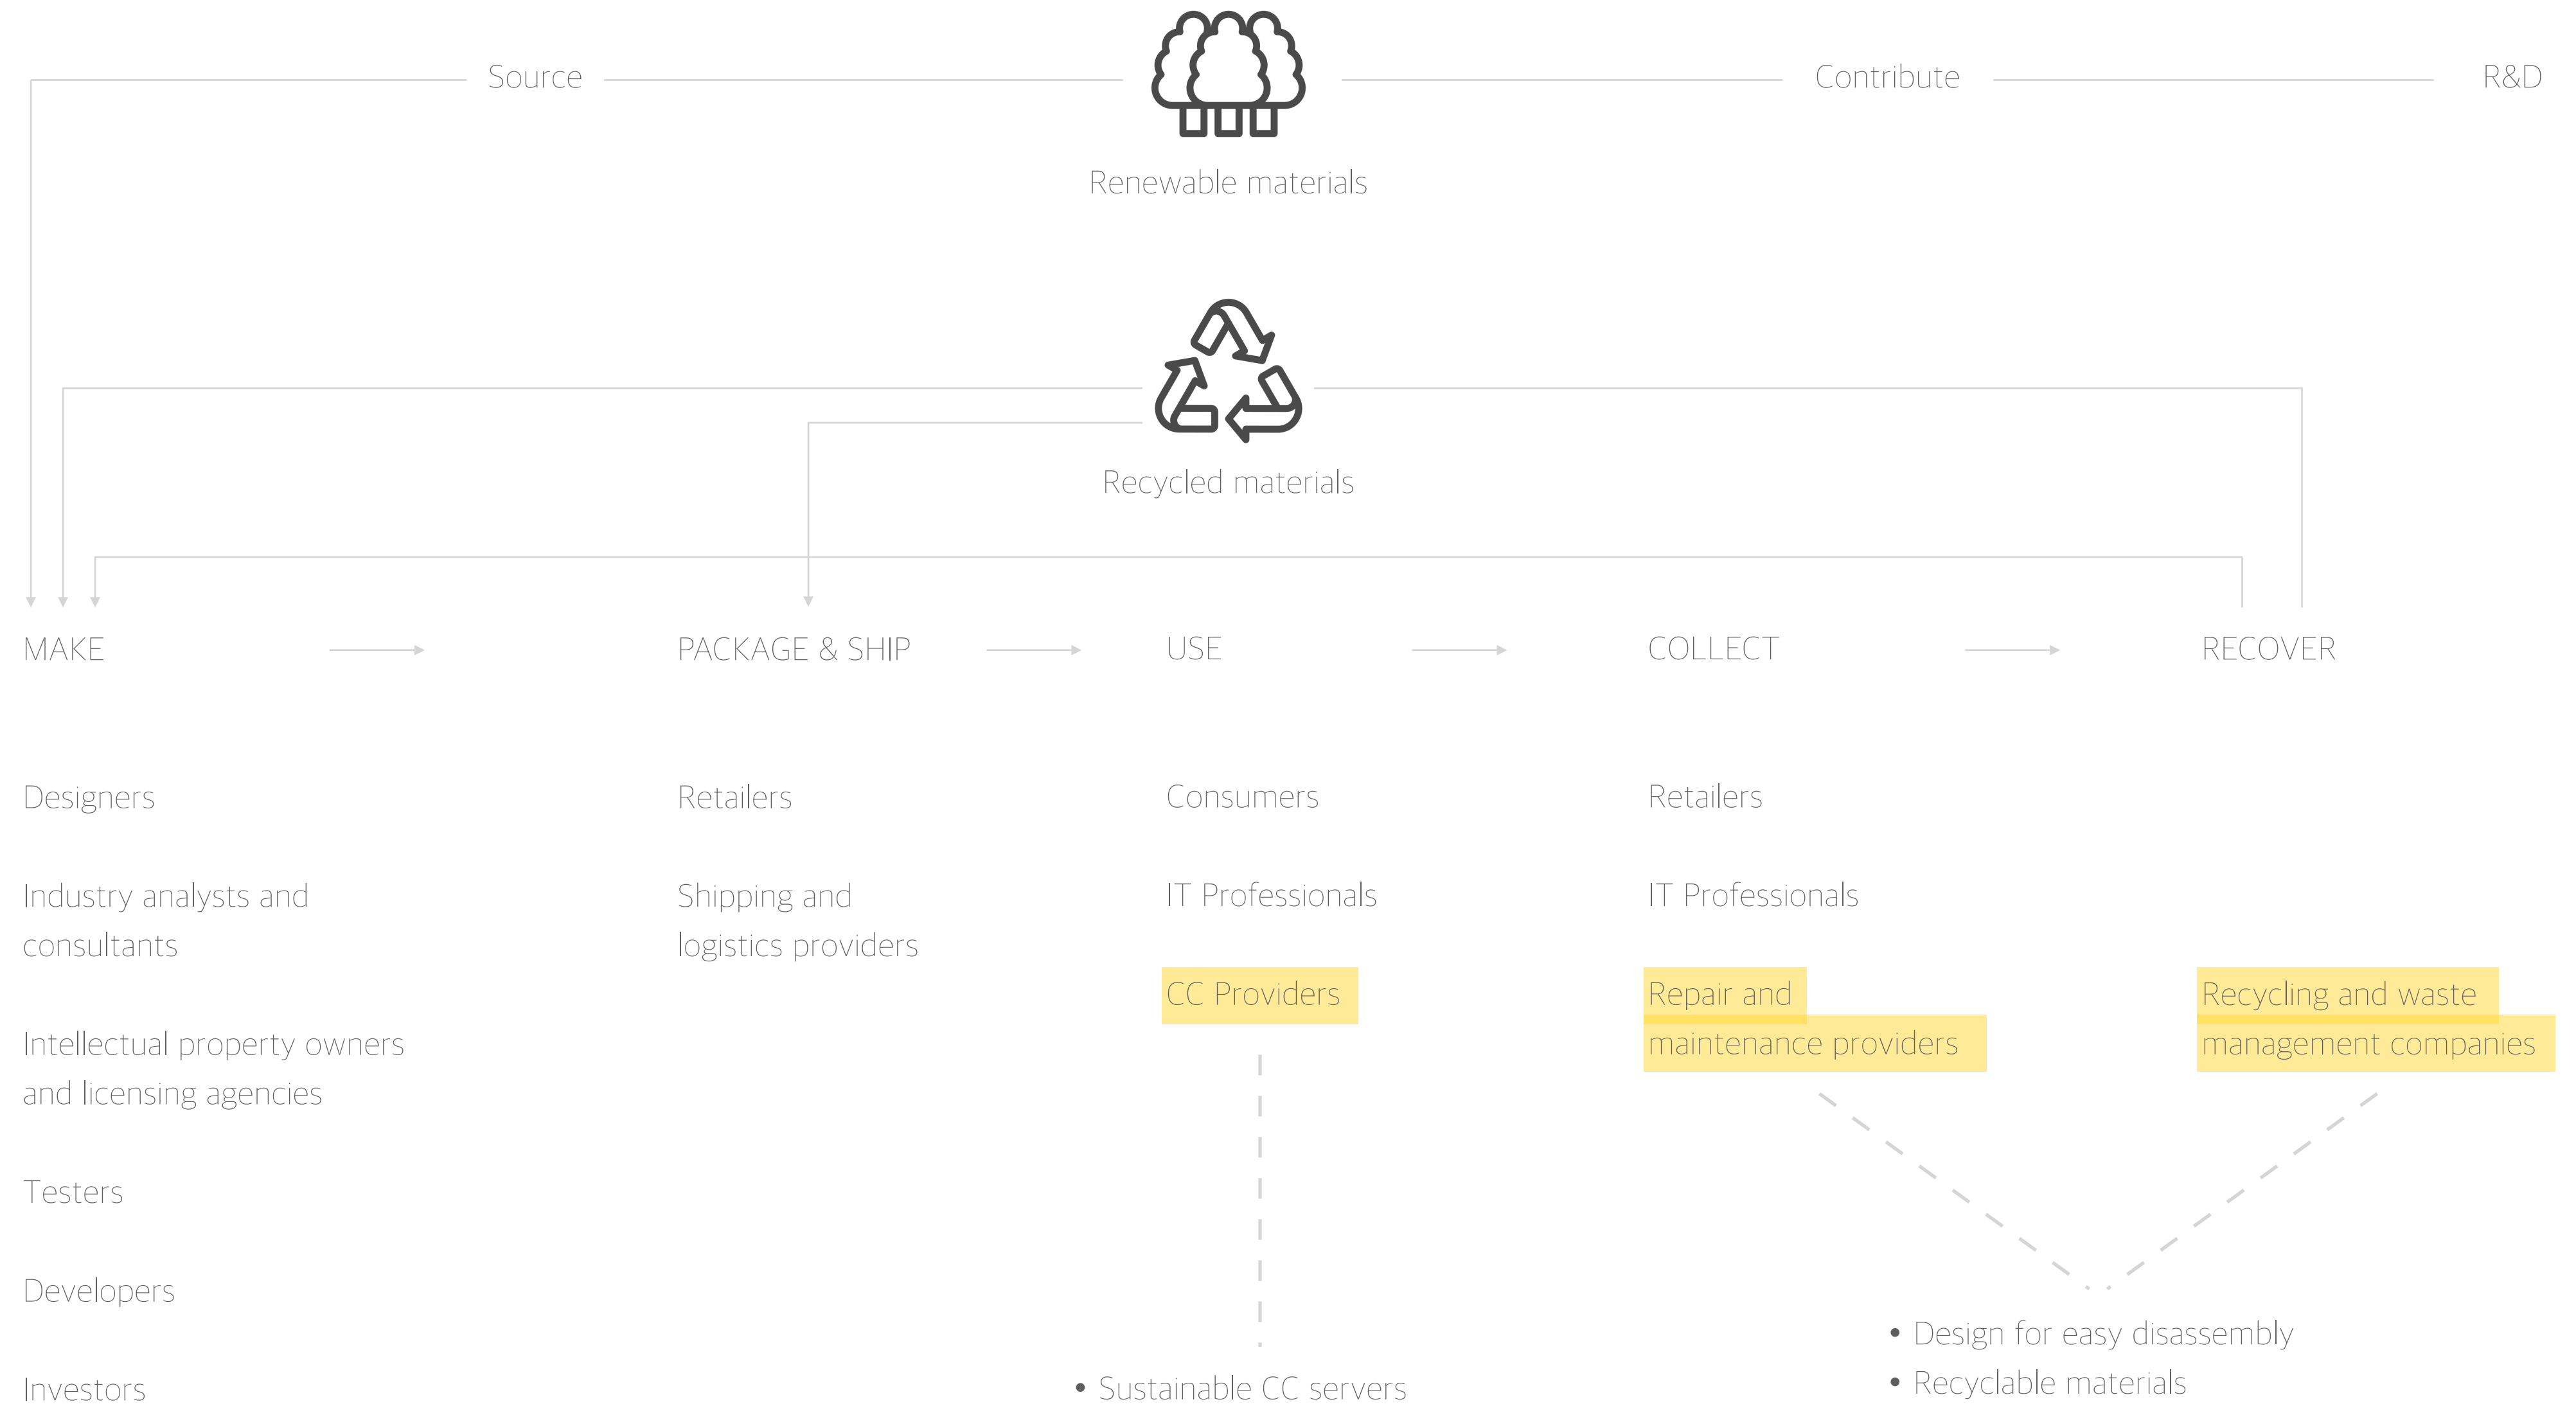 Source
Contribute
R&D
Renewable materials
Recycled materials
MAKE
PACKAGE & SHIP
USE
COLLECT
RECOVER
Designers
Industry analysts and
consultants
Intellectual property owners
and licensing agencies
Testers
Developers
Investors
Retailers
Shipping and
logistics providers
Consumers
IT Professionals
CC Providers
• Sustainable CC servers
Retailers
IT Professionals
Repair and
maintenance providers
Recycling and waste
management companies
• Design for easy disassembly
• Recyclable materials